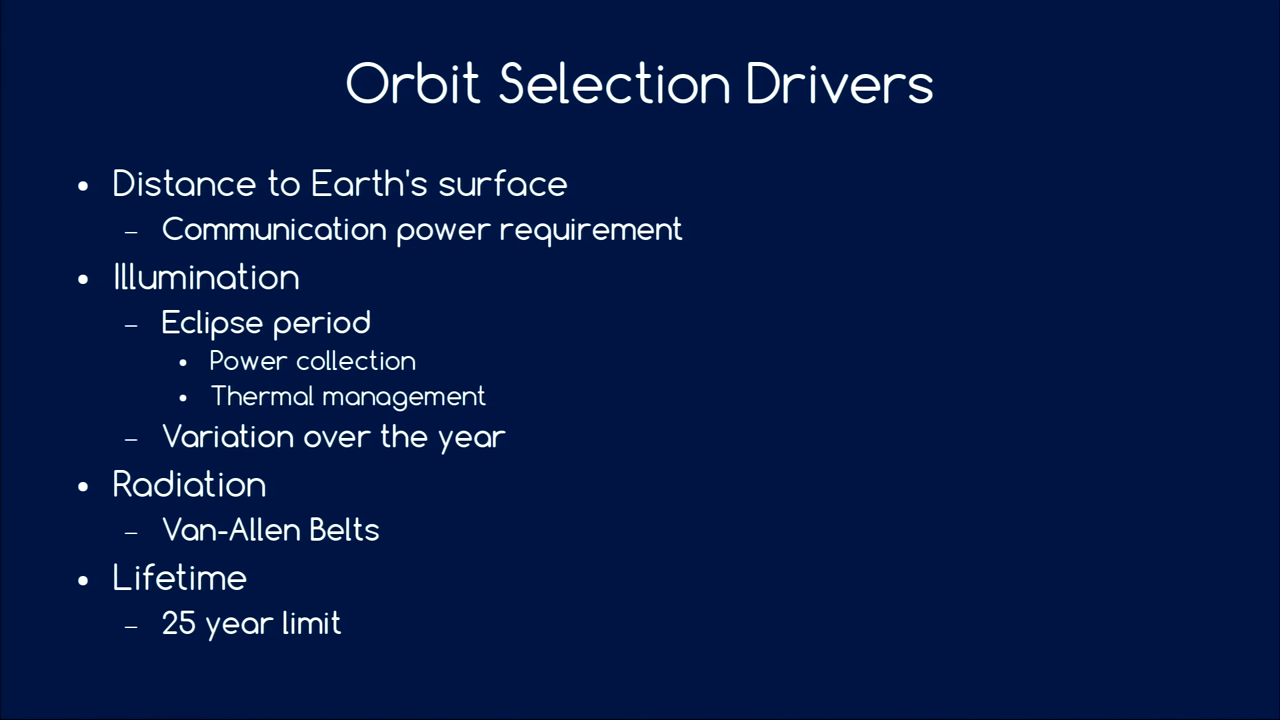 Orbit Selection Drivers
• Distance to Earth's surface
– Communication power requirement
• Illumination
– Eclipse period
• Power collection
• Thermal management
– Variation over the year
• Radiation
– Van-Allen Belts
• Lifetime
– 25 year limit